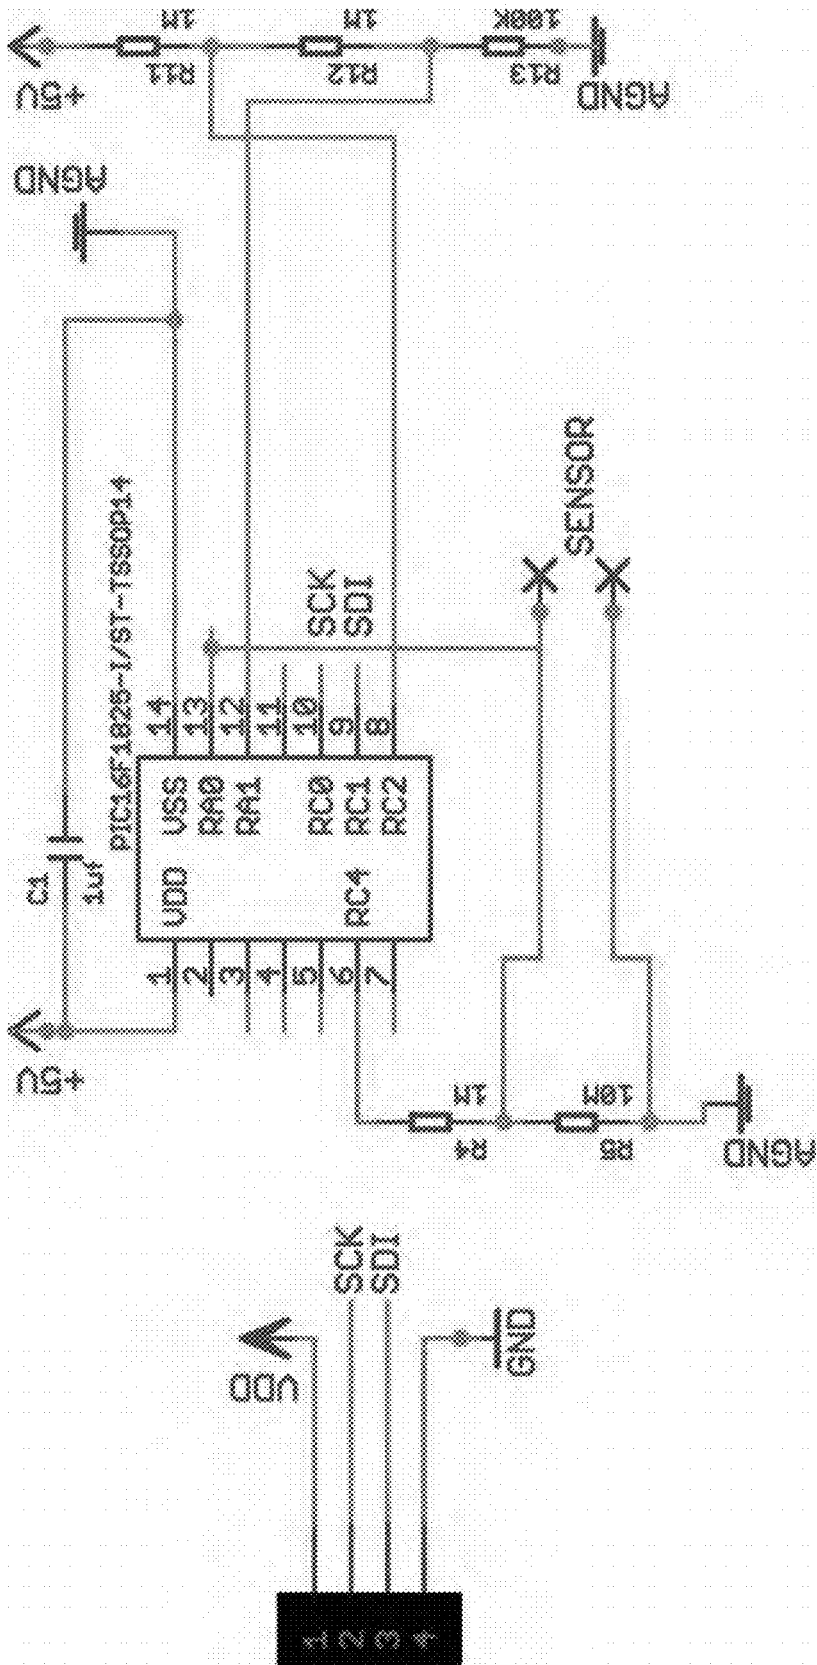 1M
1M
100K
R11
R12
R13
+5V
AGND
AGND
SENSOR
PIC16F1825-I/ST-TSSOP14
SCK
SDI
14
13
12
11
10
9
8
VSS
RA0
RA1
RC0
RC1
RC2
C1
1uf
VDD
RC4
1
2
3
4
5
6
7
+5V
1M
10M
R4
R5
AGND
SCK
SDI
VDD
GND
1
2
3
4